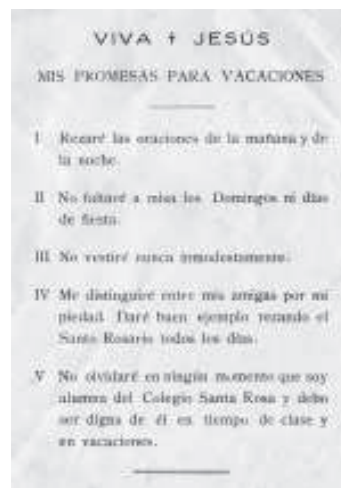 VIVA † JESÚS
MIS PROMESAS PARA VACACIONES
I Rezaré las oraciones de la mañana y de
la noche.
II No faltaré a misa los Domingos ni días
de fiesta.
III No vestiré nunca inmodestamente.
IV Me distinguiré entre mis amigas por mi
piedad. Daré buen ejemplo rezando el
Santo Rosario todos los días.
V No olvidaré en ningún momento que soy
alumna del Colegio Santa Rosa y debo
ser digna de él en tiempo de clase y
en vacaciones.